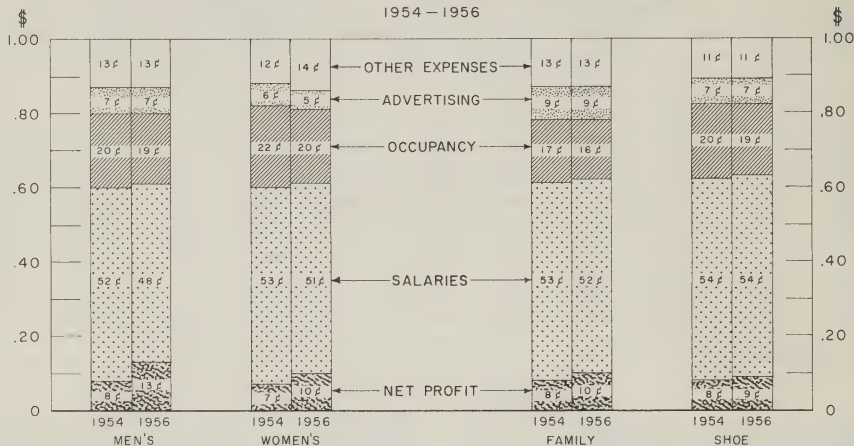 1954 – 1956
$ $
1.00 1.00
13¢ 13¢ 12¢ 14¢ OTHER EXPENSES 13¢ 13¢ 11¢ 11¢
7¢ 7¢ 6¢ 5¢ ADVERTISING 9¢ 9¢ 7¢ 7¢
.80 .80
20¢ 19¢ 22¢ 20¢ OCCUPANCY 17¢ 16¢ 20¢ 19¢
.60 .60
.40 .40
52¢ 48¢ 53¢ 51¢ SALARIES 53¢ 52¢ 54¢ 54¢
.20 .20
8¢ 13¢ 7¢ 10¢ NET PROFIT 8¢ 10¢ 8¢ 9¢
0 0
1954 1956 1954 1956 1954 1956 1954 1956
MEN'S WOMEN'S FAMILY SHOE